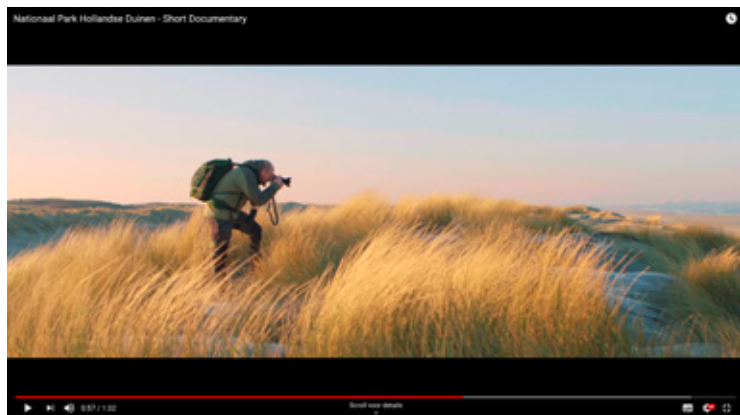 Nationaal Park Hollandse Duinen - Short Documentary
0:57 / 1:32
Scroll voor details